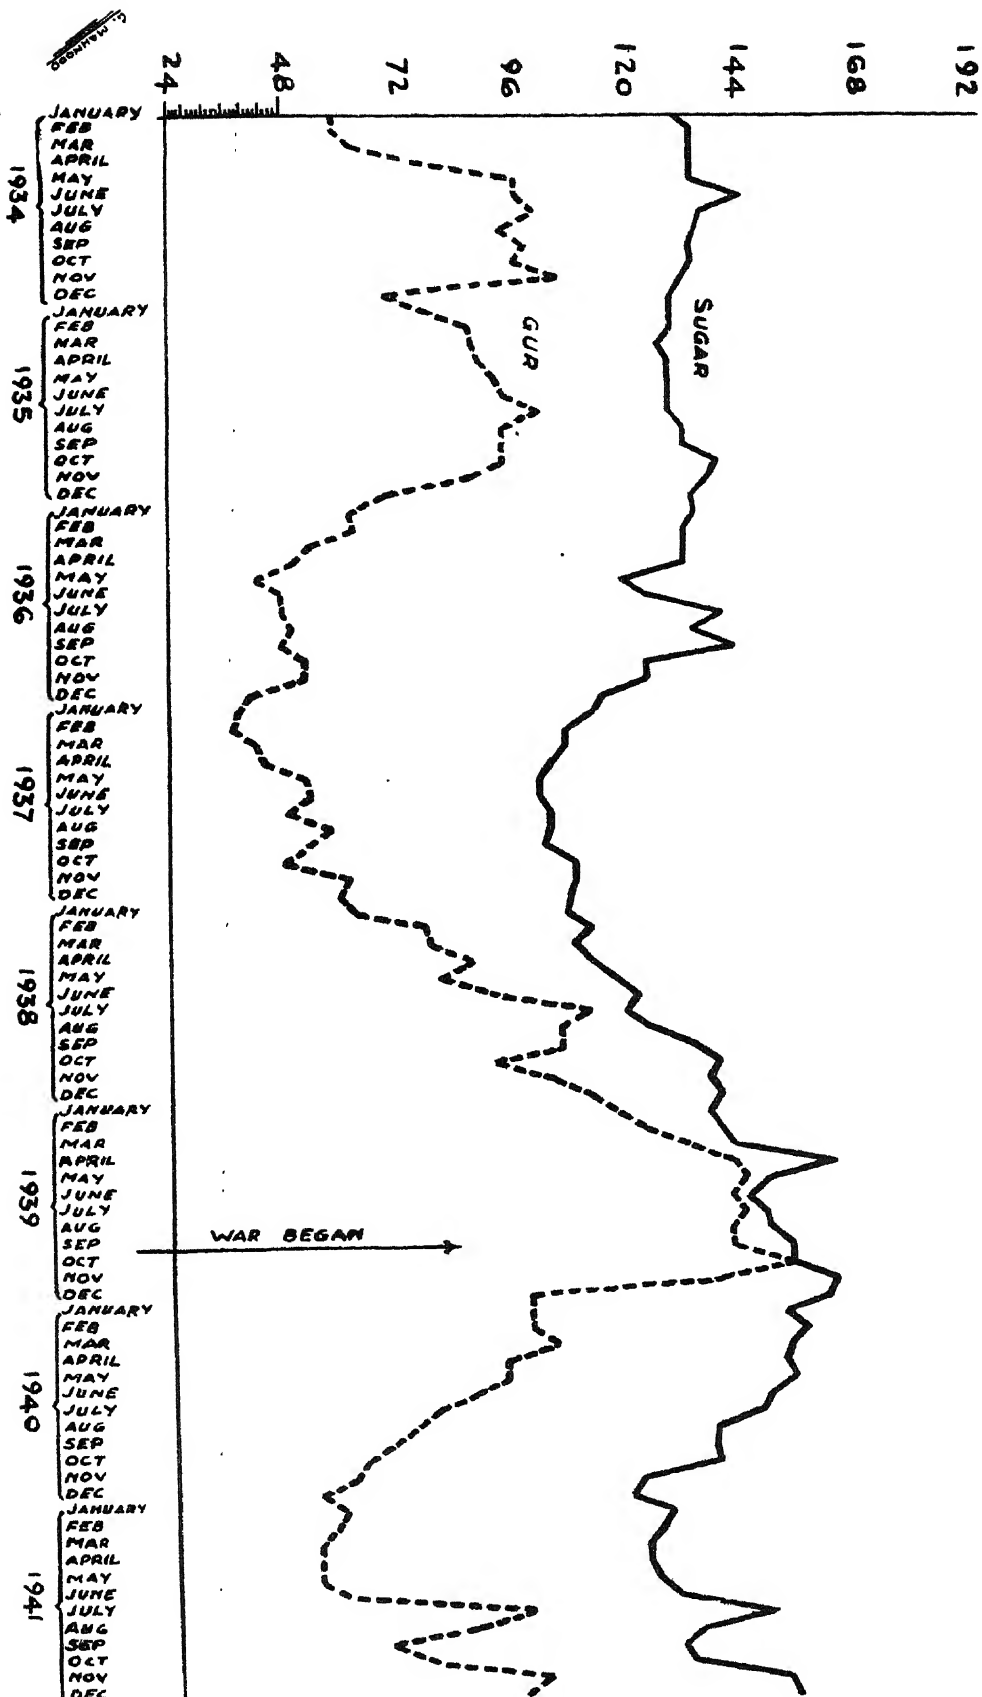 G. MAHMOOD
24
48
72
96
120
144
168
192
SUGAR
GUR
WAR BEGAN
1934
JANUARY
FEB
MAR
APRIL
MAY
JUNE
JULY
AUG
SEP
OCT
NOV
DEC
1935
JANUARY
FEB
MAR
APRIL
MAY
JUNE
JULY
AUG
SEP
OCT
NOV
DEC
1936
JANUARY
FEB
MAR
APRIL
MAY
JUNE
JULY
AUG
SEP
OCT
NOV
DEC
1937
JANUARY
FEB
MAR
APRIL
MAY
JUNE
JULY
AUG
SEP
OCT
NOV
DEC
1938
JANUARY
FEB
MAR
APRIL
MAY
JUNE
JULY
AUG
SEP
OCT
NOV
DEC
1939
JANUARY
FEB
MAR
APRIL
MAY
JUNE
JULY
AUG
SEP
OCT
NOV
DEC
1940
JANUARY
FEB
MAR
APRIL
MAY
JUNE
JULY
AUG
SEP
OCT
NOV
DEC
1941
JANUARY
FEB
MAR
APRIL
MAY
JUNE
JULY
AUG
SEP
OCT
NOV
DEC